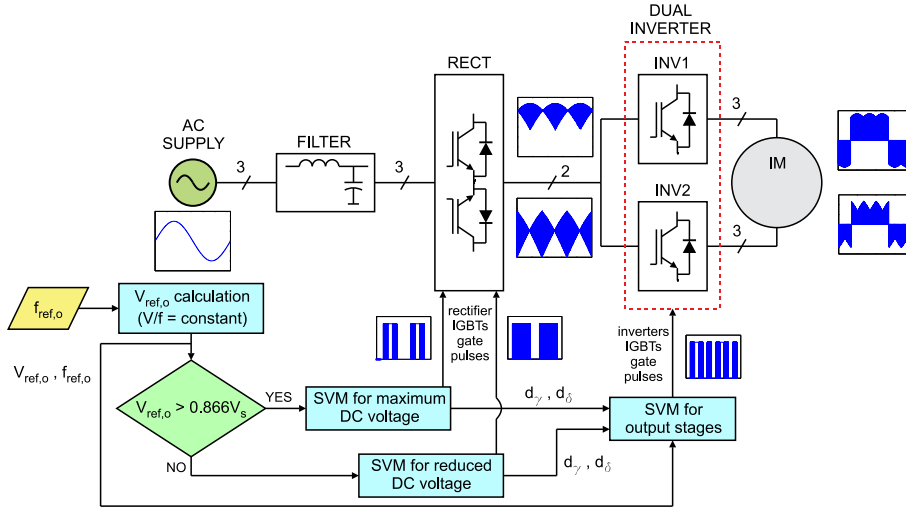 DUAL
INVERTER
RECT
INV1
AC
SUPPLY
FILTER
3
3
3
2
IM
INV2
3
f_ref,o
V_ref,o calculation
(V/f = constant)
rectifier
IGBTs
gate
pulses
inverters
IGBTs
gate
pulses
V_ref,o , f_ref,o
V_ref,o > 0.866V_s
YES
SVM for maximum
DC voltage
d_γ , d_δ
SVM for
output stages
NO
SVM for reduced
DC voltage
d_γ , d_δ